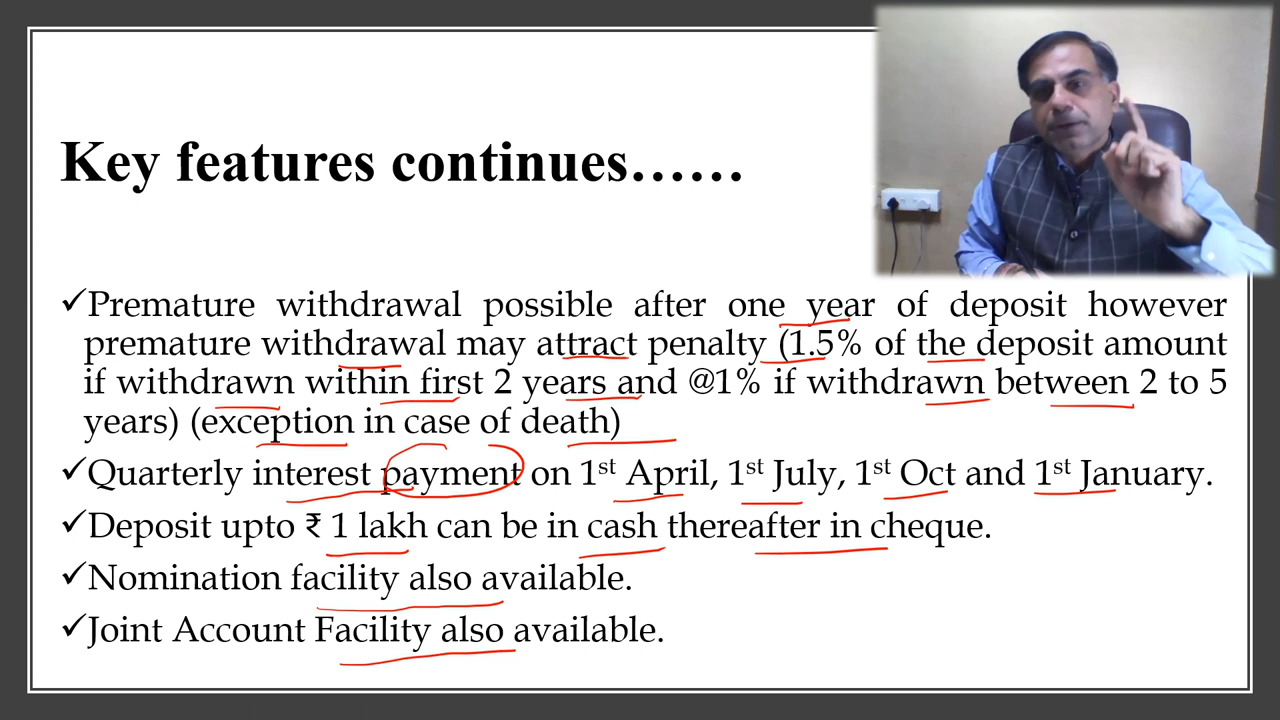 Key features continues......
✓Premature withdrawal possible after one year of deposit however
premature withdrawal may attract penalty (1.5% of the deposit amount
if withdrawn within first 2 years and @1% if withdrawn between 2 to 5
years) (exception in case of death)
✓Quarterly interest payment on 1st April, 1st July, 1st Oct and 1st January.
✓Deposit upto ₹ 1 lakh can be in cash thereafter in cheque.
✓Nomination facility also available.
✓Joint Account Facility also available.